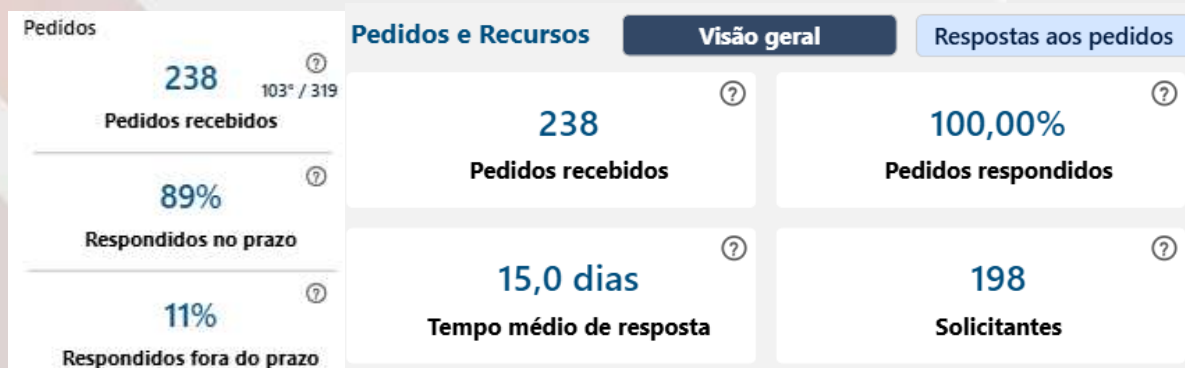 Pedidos
238
103° / 319
Pedidos recebidos
89%
Respondidos no prazo
11%
Respondidos fora do prazo
Pedidos e Recursos
Visão geral
Respostas aos pedidos
238
Pedidos recebidos
100,00%
Pedidos respondidos
15,0 dias
Tempo médio de resposta
198
Solicitantes